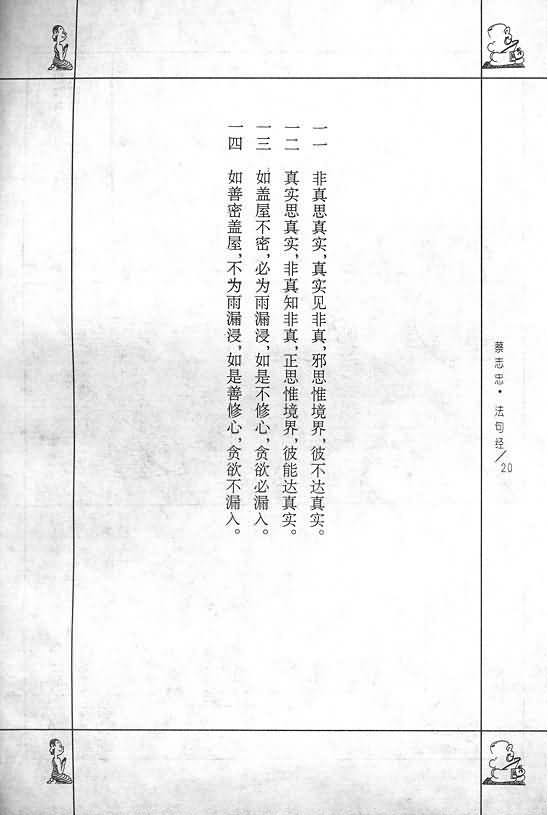 一一 非真思真实，真实见非真，邪思惟境界，彼不达真实。
一二 真实思真实，非真知非真，正思惟境界，彼能达真实。
一三 如盖屋不密，必为雨漏浸，如是不修心，贪欲必漏入。
一四 如善密盖屋，不为雨漏浸，如是善修心，贪欲不漏入。
蔡志忠·法句经/20